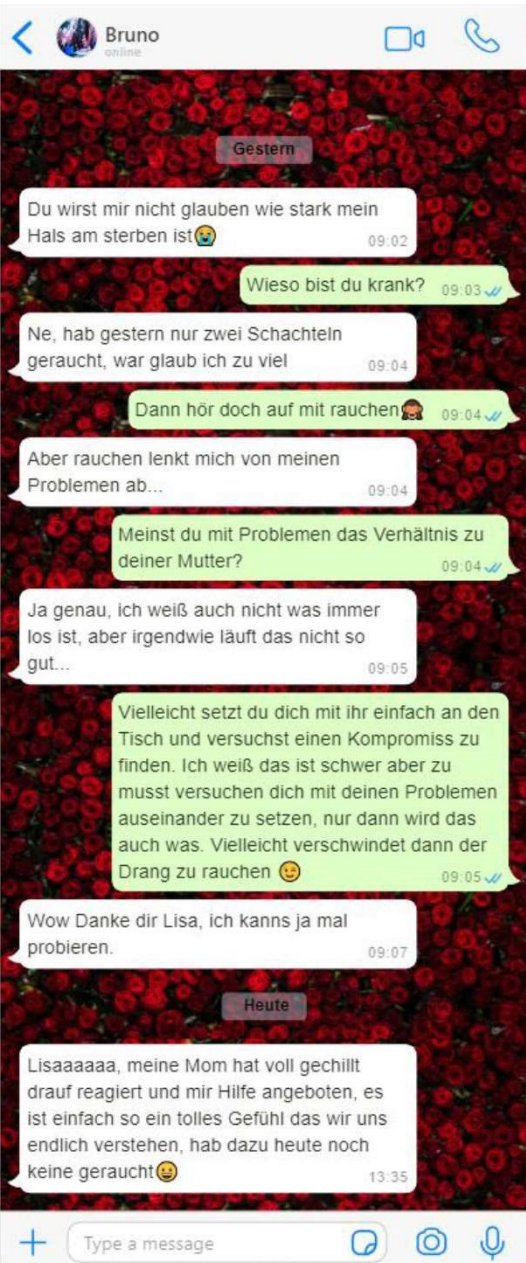 Bruno
online
Gestern
Du wirst mir nicht glauben wie stark mein
Hals am sterben ist😭
09:02
Wieso bist du krank?
09:03
Ne, hab gestern nur zwei Schachteln
geraucht, war glaub ich zu viel
09:04
Dann hör doch auf mit rauchen🙈
09:04
Aber rauchen lenkt mich von meinen
Problemen ab...
09:04
Meinst du mit Problemen das Verhältnis zu
deiner Mutter?
09:04
Ja genau, ich weiß auch nicht was immer
los ist, aber irgendwie läuft das nicht so
gut...
09:05
Vielleicht setzt du dich mit ihr einfach an den
Tisch und versuchst einen Kompromiss zu
finden. Ich weiß das ist schwer aber zu
musst versuchen dich mit deinen Problemen
auseinander zu setzen, nur dann wird das
auch was. Vielleicht verschwindet dann der
Drang zu rauchen 😉
09:05
Wow Danke dir Lisa, ich kanns ja mal
probieren.
09:07
Heute
Lisaaaaaa, meine Mom hat voll gechillt
drauf reagiert und mir Hilfe angeboten, es
ist einfach so ein tolles Gefühl das wir uns
endlich verstehen, hab dazu heute noch
keine geraucht😀
13:35
Type a message